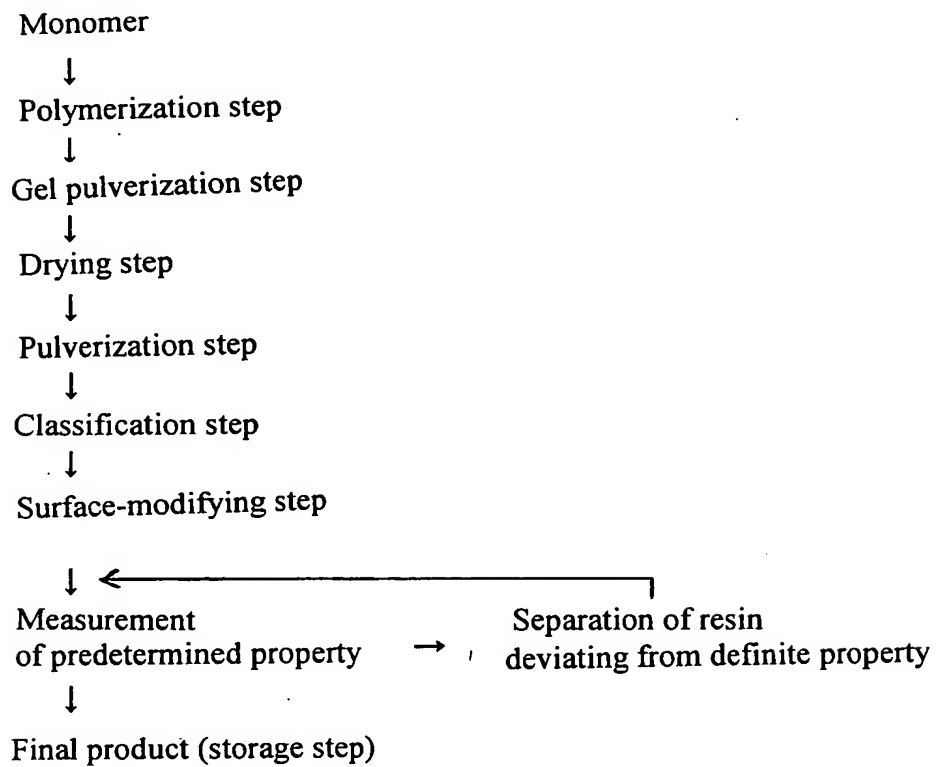 Monomer
↓
Polymerization step
↓
Gel pulverization step
↓
Drying step
↓
Pulverization step
↓
Classification step
↓
Surface-modifying step
↓
Measurement
of predetermined property
→
Separation of resin
deviating from definite property
↓
Final product (storage step)